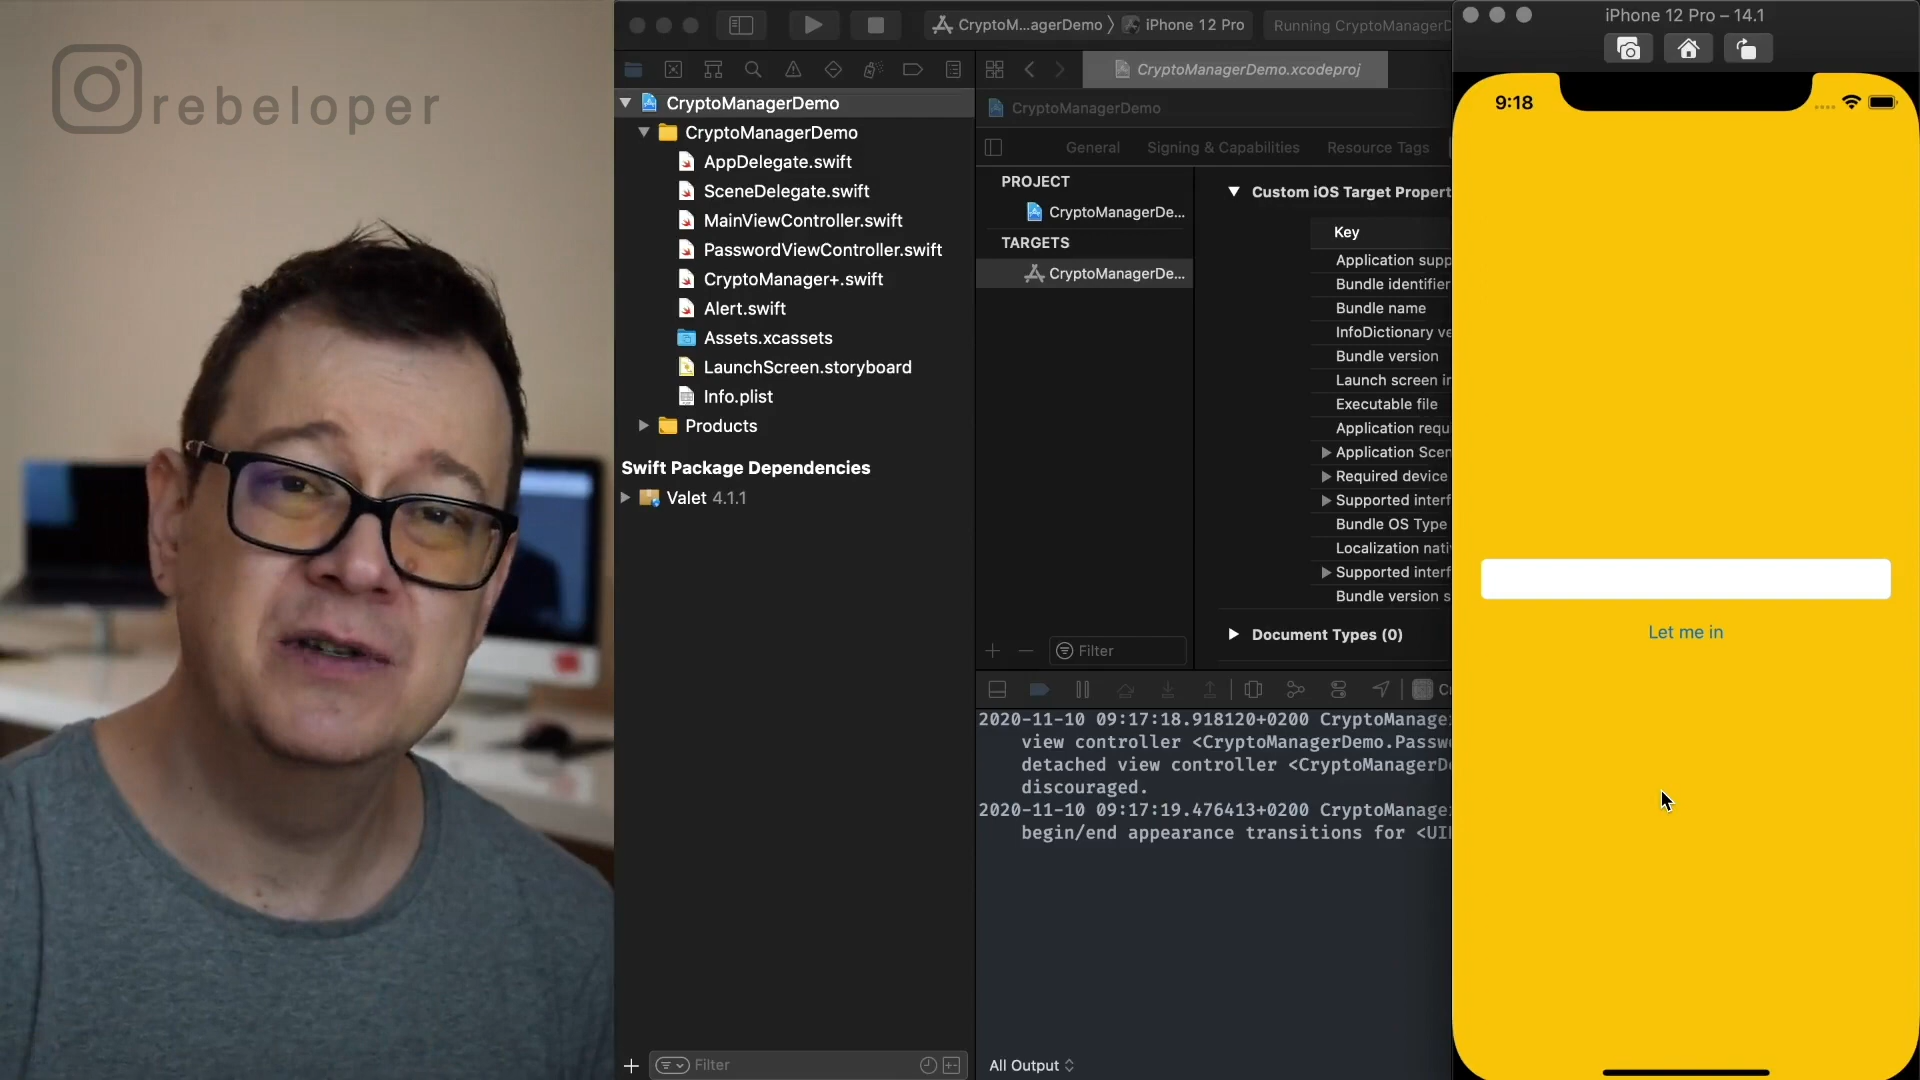 rebeloper
CryptoM...agerDemo
iPhone 12 Pro
Running CryptoManagerD
iPhone 12 Pro – 14.1
CryptoManagerDemo.xcodeproj
CryptoManagerDemo
CryptoManagerDemo
CryptoManagerDemo
AppDelegate.swift
SceneDelegate.swift
MainViewController.swift
PasswordViewController.swift
CryptoManager+.swift
Alert.swift
Assets.xcassets
LaunchScreen.storyboard
Info.plist
Products
Swift Package Dependencies
Valet 4.1.1
Filter
General
Signing & Capabilities
Resource Tags
PROJECT
CryptoManagerDe...
TARGETS
CryptoManagerDe...
Filter
Custom iOS Target Propert
Key
Application supp
Bundle identifier
Bundle name
InfoDictionary ve
Bundle version
Launch screen in
Executable file
Application requ
Application Scen
Required device
Supported interf
Bundle OS Type
Localization nati
Supported interf
Bundle version s
Document Types (0)
2020-11-10 09:17:18.918120+0200 CryptoManage
view controller <CryptoManagerDemo.Passw
detached view controller <CryptoManagerD
discouraged.
2020-11-10 09:17:19.476413+0200 CryptoManage
begin/end appearance transitions for <UI
All Output
9:18
Let me in